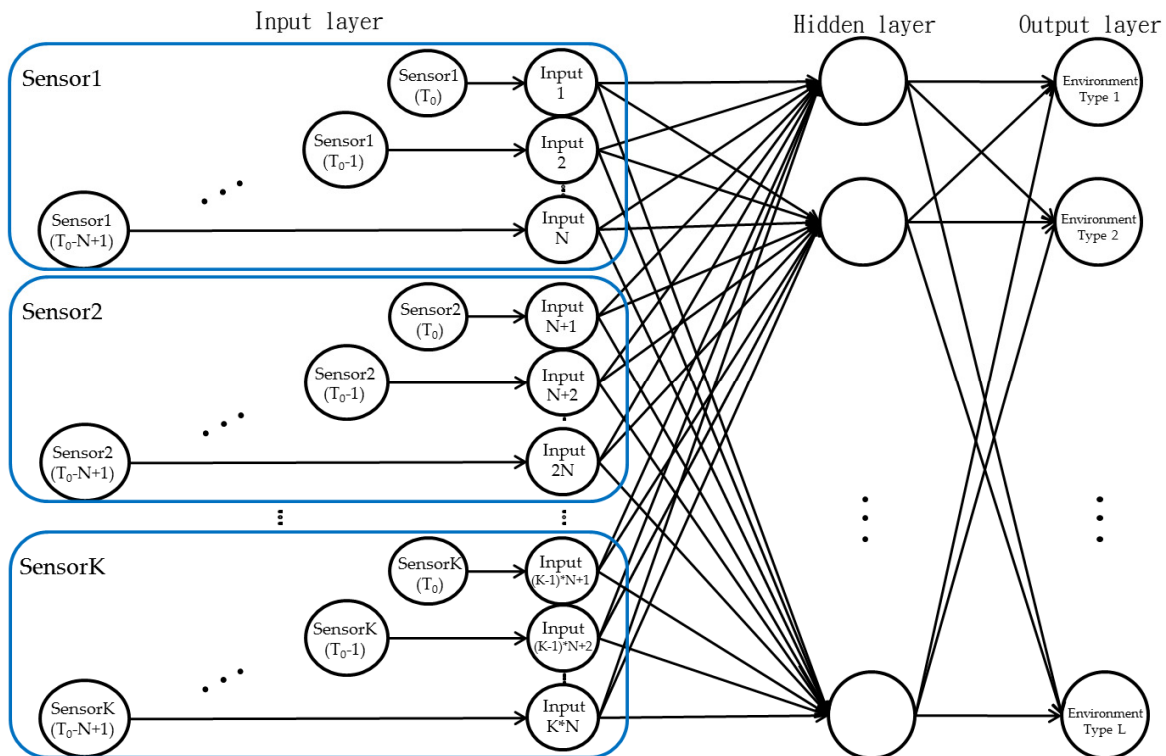 Input layer
Hidden layer
Output layer
Sensor1
Sensor1
(T₀)
Input
1
Sensor1
(T₀-1)
Input
2
Sensor1
(T₀-N+1)
Input
N
Sensor2
Sensor2
(T₀)
Input
N+1
Sensor2
(T₀-1)
Input
N+2
Sensor2
(T₀-N+1)
Input
2N
SensorK
SensorK
(T₀)
Input
(K-1)*N+1
SensorK
(T₀-1)
Input
(K-1)*N+2
SensorK
(T₀-N+1)
Input
K*N
Environment
Type 1
Environment
Type 2
Environment
Type L